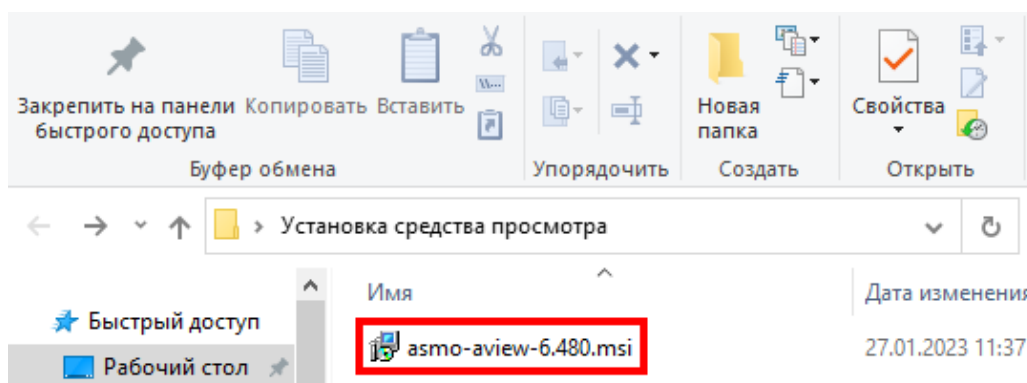 Закрепить на панели
быстрого доступа
Копировать
Вставить
Новая
папка
Свойства
Буфер обмена
Упорядочить
Создать
Открыть
Установка средства просмотра
Имя
Дата изменения
Быстрый доступ
asmo-aview-6.480.msi
27.01.2023 11:37
Рабочий стол